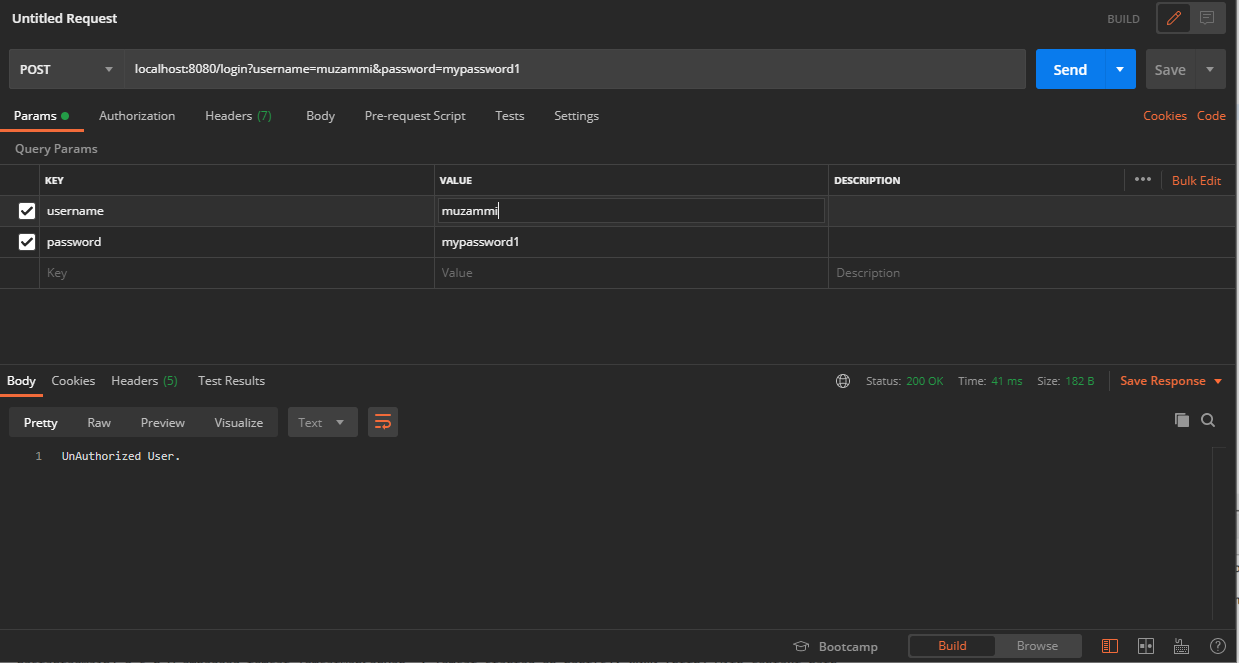 Untitled Request
BUILD
POST localhost:8080/login?username=muzammi&password=mypassword1 Send Save
Params Authorization Headers (7) Body Pre-request Script Tests Settings Cookies Code
Query Params
KEY VALUE DESCRIPTION ••• Bulk Edit
username muzammi
password mypassword1
Key Value Description
Body Cookies Headers (5) Test Results Status: 200 OK Time: 41 ms Size: 182 B Save Response
Pretty Raw Preview Visualize Text
1 UnAuthorized User.
Bootcamp Build Browse